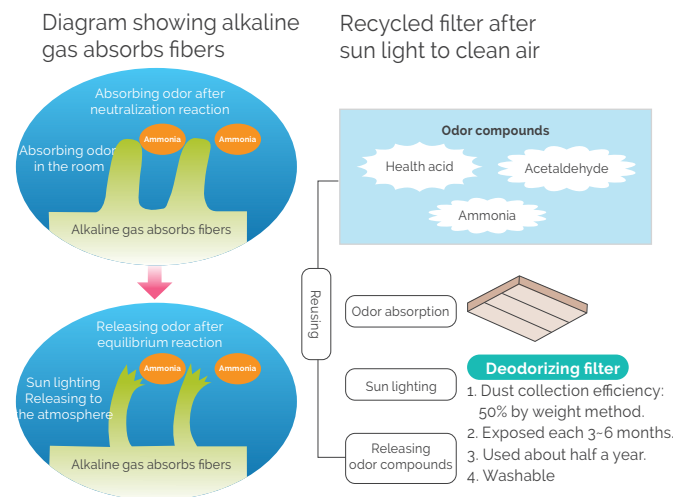 Diagram showing alkaline
gas absorbs fibers
Absorbing odor after
neutralization reaction
Ammonia
Ammonia
Absorbing odor
in the room
Alkaline gas absorbs fibers
Releasing odor after
equilibrium reaction
Ammonia
Ammonia
Sun lighting
Releasing to
the atmosphere
Alkaline gas absorbs fibers
Recycled filter after
sun light to clean air
Odor compounds
Health acid
Acetaldehyde
Ammonia
Reusing
Odor absorption
Sun lighting
Releasing
odor compounds
Deodorizing filter
1. Dust collection efficiency:
50% by weight method.
2. Exposed each 3~6 months.
3. Used about half a year.
4. Washable